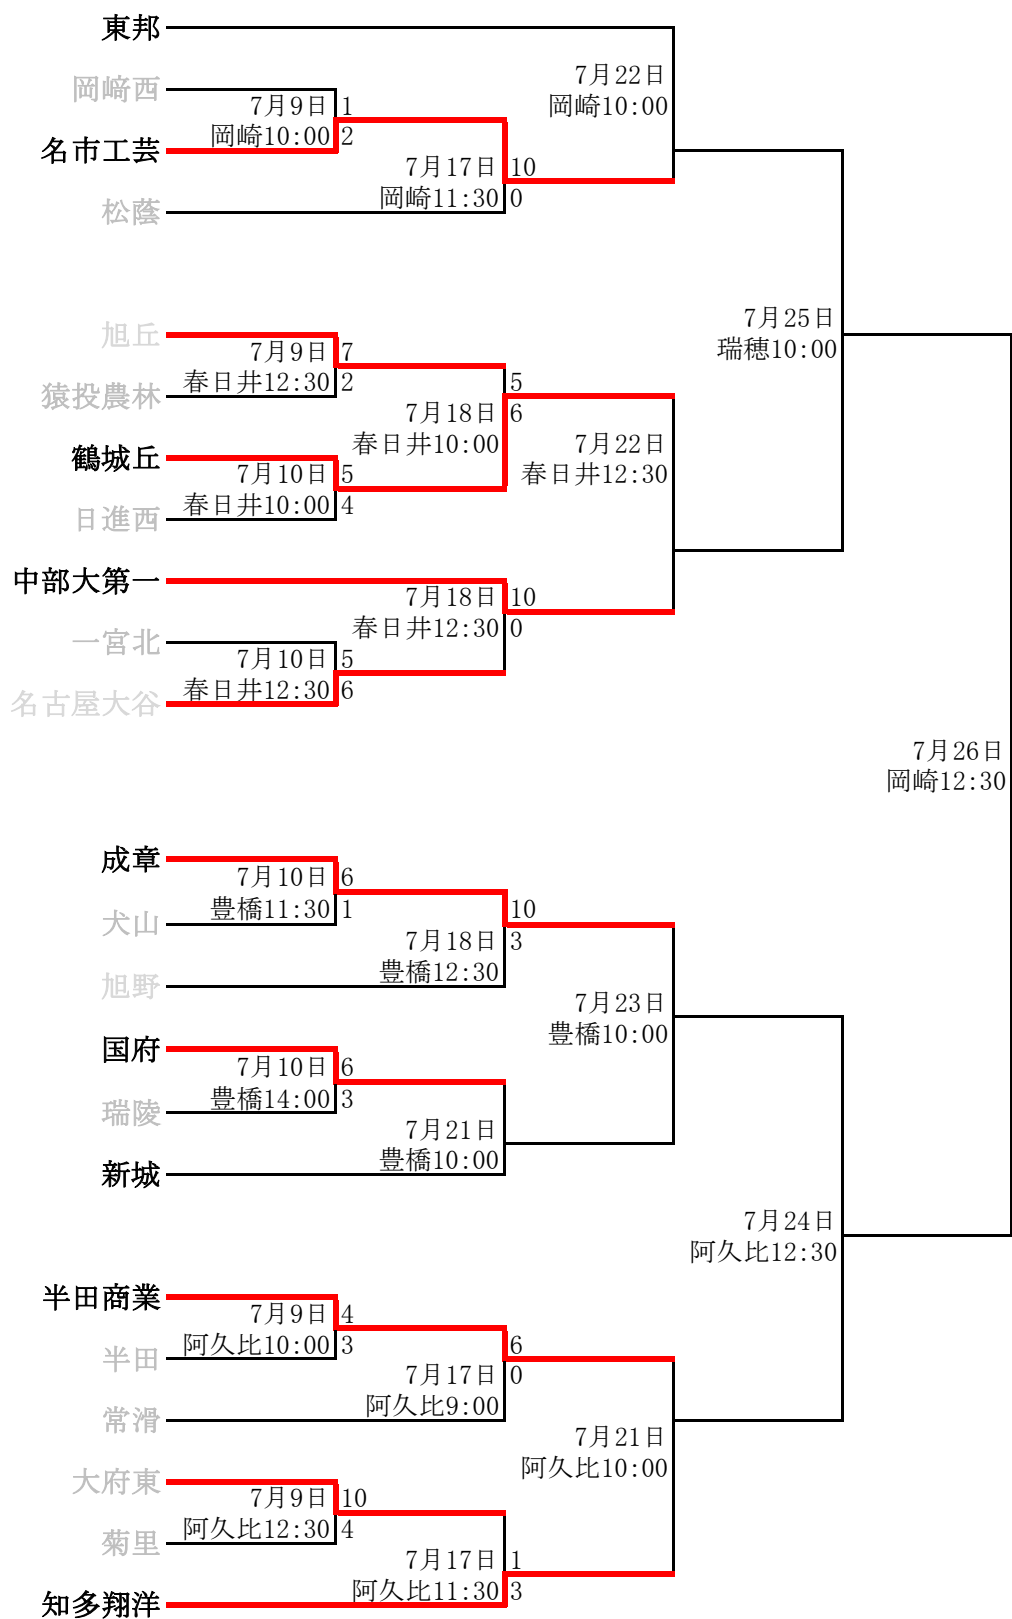 東邦
7月22日
岡崎10:00
岡﨑西
7月9日 1
岡崎10:00 2
名市工芸
7月17日 10
岡崎11:30 0
松蔭
7月25日
瑞穂10:00
旭丘
7月9日 7
春日井12:30 2
猿投農林
5
7月18日 6
春日井10:00
7月22日
春日井12:30
鶴城丘
7月10日 5
春日井10:00 4
日進西
中部大第一
7月18日 10
春日井12:30 0
一宮北
7月10日 5
春日井12:30 6
名古屋大谷
7月26日
岡崎12:30
成章
7月10日 6
豊橋11:30 1
犬山
10
7月18日 3
豊橋12:30
旭野
7月23日
豊橋10:00
国府
7月10日 6
豊橋14:00 3
瑞陵
7月21日
豊橋10:00
新城
7月24日
阿久比12:30
半田商業
7月9日 4
阿久比10:00 3
半田
6
7月17日 0
阿久比9:00
常滑
7月21日
阿久比10:00
大府東
7月9日 10
阿久比12:30 4
菊里
7月17日 1
阿久比11:30 3
知多翔洋